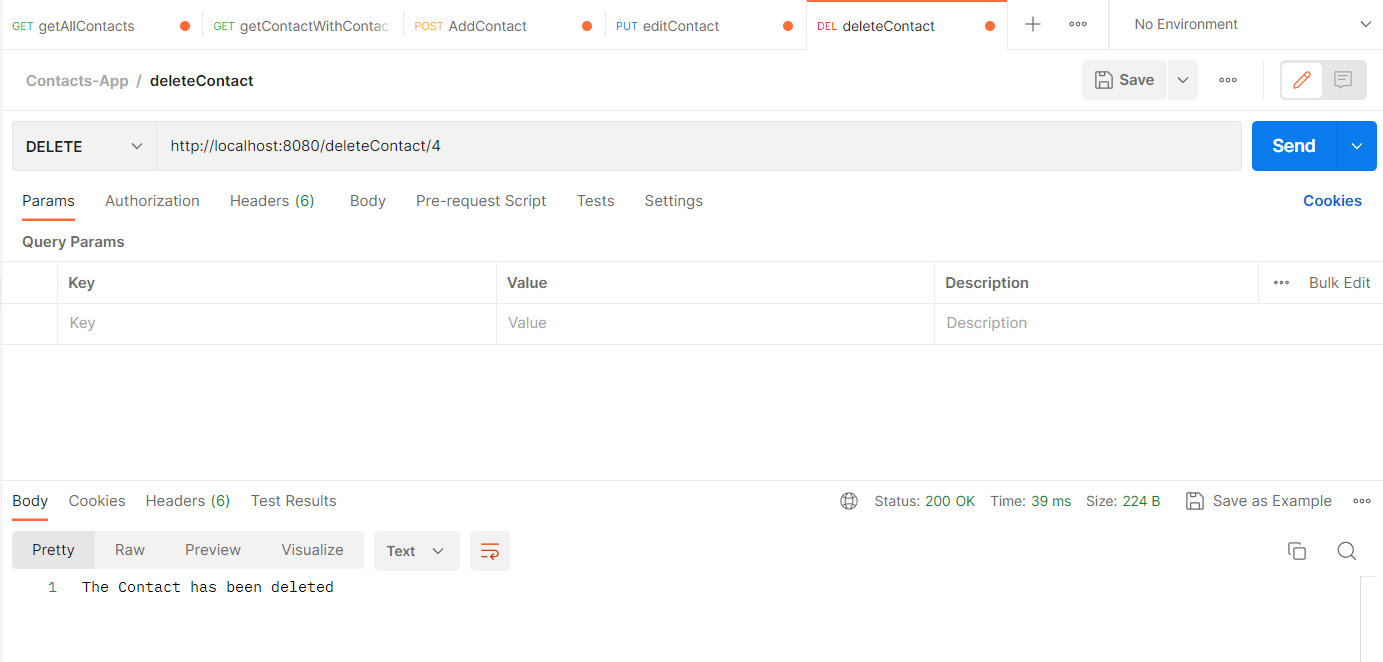 GET getAllContacts GET getContactWithContac POST AddContact PUT editContact DEL deleteContact No Environment
Contacts-App / deleteContact Save
DELETE http://localhost:8080/deleteContact/4 Send
Params Authorization Headers (6) Body Pre-request Script Tests Settings Cookies
Query Params
Key Value Description Bulk Edit
Key Value Description
Body Cookies Headers (6) Test Results Status: 200 OK Time: 39 ms Size: 224 B Save as Example
Pretty Raw Preview Visualize Text
1 The Contact has been deleted